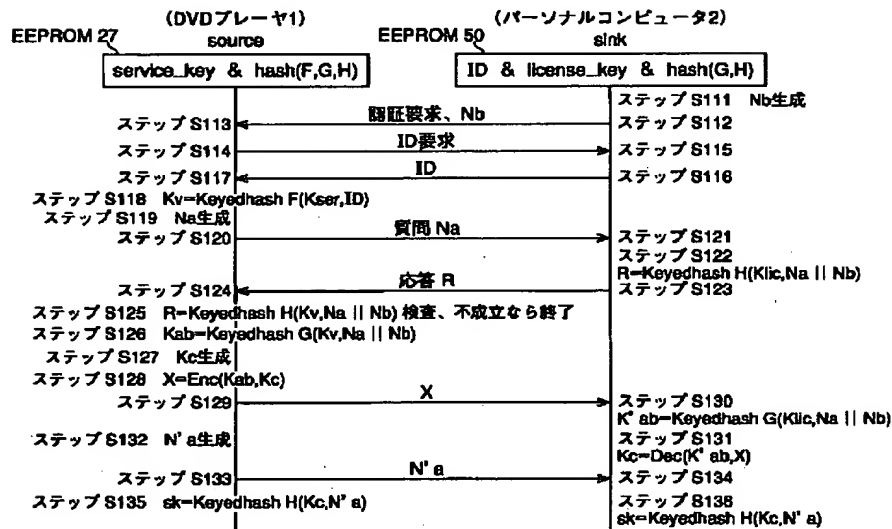 (DVDプレーヤ1)
(パーソナルコンピュータ2)
EEPROM 27
source
EEPROM 50
sink
service_key & hash(F,G,H)
ID & license_key & hash(G,H)
ステップ S111 Nb生成
ステップ S113
認証要求、Nb
ステップ S112
ステップ S114
ID要求
ステップ S115
ステップ S117
ID
ステップ S116
ステップ S118 Kv=Keyedhash F(Kser,ID)
ステップ S119 Na生成
ステップ S120
質問 Na
ステップ S121
ステップ S122
R=Keyedhash H(Klic,Na || Nb)
ステップ S124
応答 R
ステップ S123
ステップ S125 R=Keyedhash H(Kv,Na || Nb) 検査、不成立なら終了
ステップ S126 Kab=Keyedhash G(Kv,Na || Nb)
ステップ S127 Kc生成
ステップ S128 X=Enc(Kab,Kc)
ステップ S129
X
ステップ S130
K' ab=Keyedhash G(Klic,Na || Nb)
ステップ S132 N' a生成
ステップ S131
Kc=Dec(K' ab,X)
ステップ S133
N' a
ステップ S134
ステップ S135 sk=Keyedhash H(Kc,N' a)
ステップ S136
sk=Keyedhash H(Kc,N' a)